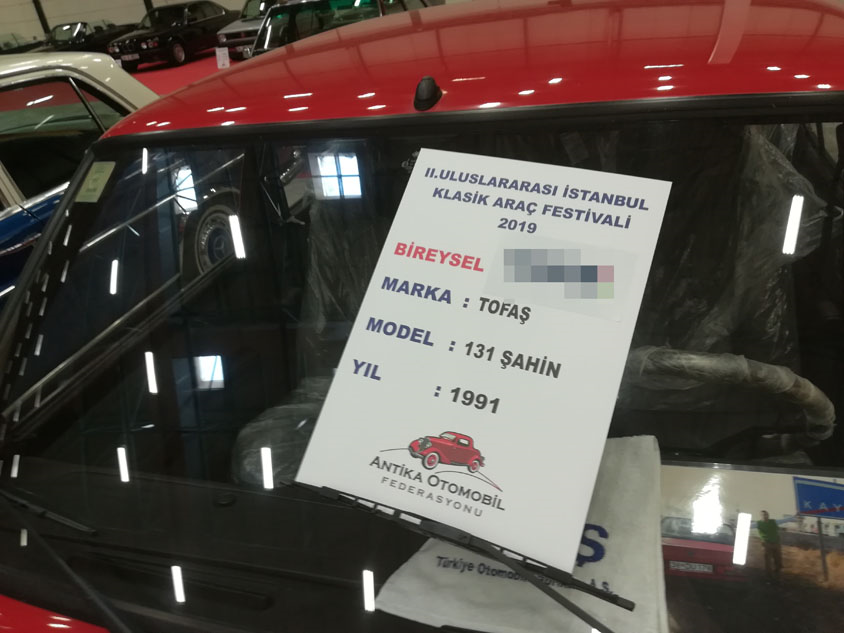 II.ULUSLARARASI İSTANBUL
KLASİK ARAÇ FESTİVALİ
2019
BİREYSEL
MARKA : TOFAŞ
MODEL : 131 ŞAHİN
YIL : 1991
ANTİKA OTOMOBİL
FEDERASYONU
Ş
Türkiye Otomobil A.Ş.
KAY